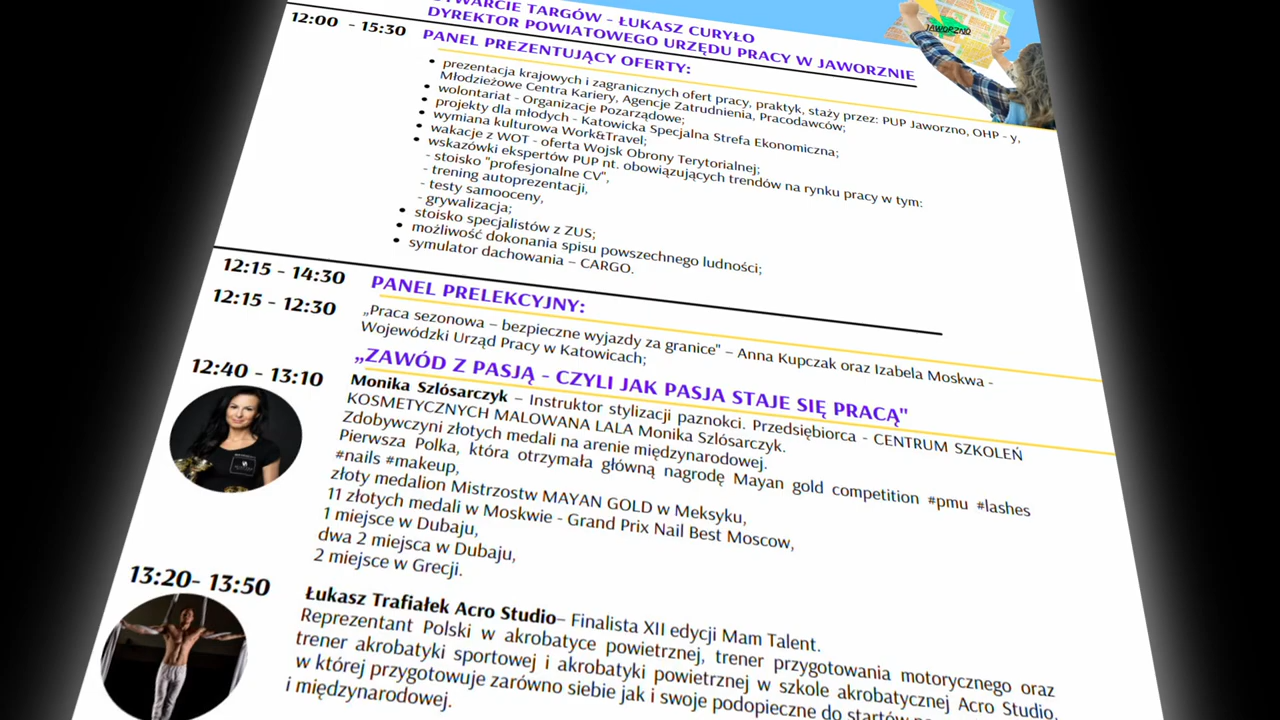 OTWARCIE TARGÓW - ŁUKASZ CURYŁO
DYREKTOR POWIATOWEGO URZĘDU PRACY W JAWORZNIE
JAWORZNO
12:00 - 15:30
PANEL PREZENTUJĄCY OFERTY:
• prezentacja krajowych i zagranicznych ofert pracy, praktyk, staży przez: PUP Jaworzno, OHP - y,
Młodzieżowe Centra Kariery, Agencje Zatrudnienia, Pracodawców;
• wolontariat - Organizacje Pozarządowe;
• projekty dla młodych - Katowicka Specjalna Strefa Ekonomiczna;
• wymiana kulturowa Work&Travel;
• wakacje z WOT - oferta Wojsk Obrony Terytorialnej;
• wskazówki ekspertów PUP nt. obowiązujących trendów na rynku pracy w tym:
- stoisko "profesjonalne CV",
- trening autoprezentacji,
- testy samooceny,
- grywalizacja;
• stoisko specjalistów z ZUS;
• możliwość dokonania spisu powszechnego ludności;
• symulator dachowania – CARGO.
12:15 - 14:30
PANEL PRELEKCYJNY:
12:15 - 12:30
„Praca sezonowa – bezpieczne wyjazdy za granice" – Anna Kupczak oraz Izabela Moskwa -
Wojewódzki Urząd Pracy w Katowicach;
„ZAWÓD Z PASJĄ - CZYLI JAK PASJA STAJE SIĘ PRACĄ"
12:40 - 13:10
Monika Szlósarczyk – Instruktor stylizacji paznokci. Przedsiębiorca - CENTRUM SZKOLEŃ
KOSMETYCZNYCH MALOWANA LALA Monika Szlósarczyk.
Zdobywczyni złotych medali na arenie międzynarodowej.
Pierwsza Polka, która otrzymała główną nagrodę Mayan gold competition #pmu #lashes
#nails #makeup,
złoty medalion Mistrzostw MAYAN GOLD w Meksyku,
11 złotych medali w Moskwie - Grand Prix Nail Best Moscow,
1 miejsce w Dubaju,
dwa 2 miejsca w Dubaju,
2 miejsce w Grecji.
13:20- 13:50
Łukasz Trafiałek Acro Studio– Finalista XII edycji Mam Talent.
Reprezentant Polski w akrobatyce powietrznej, trener przygotowania motorycznego oraz
trener akrobatyki sportowej i akrobatyki powietrznej w szkole akrobatycznej Acro Studio,
w której przygotowuje zarówno siebie jak i swoje podopieczne do startów
i międzynarodowej.